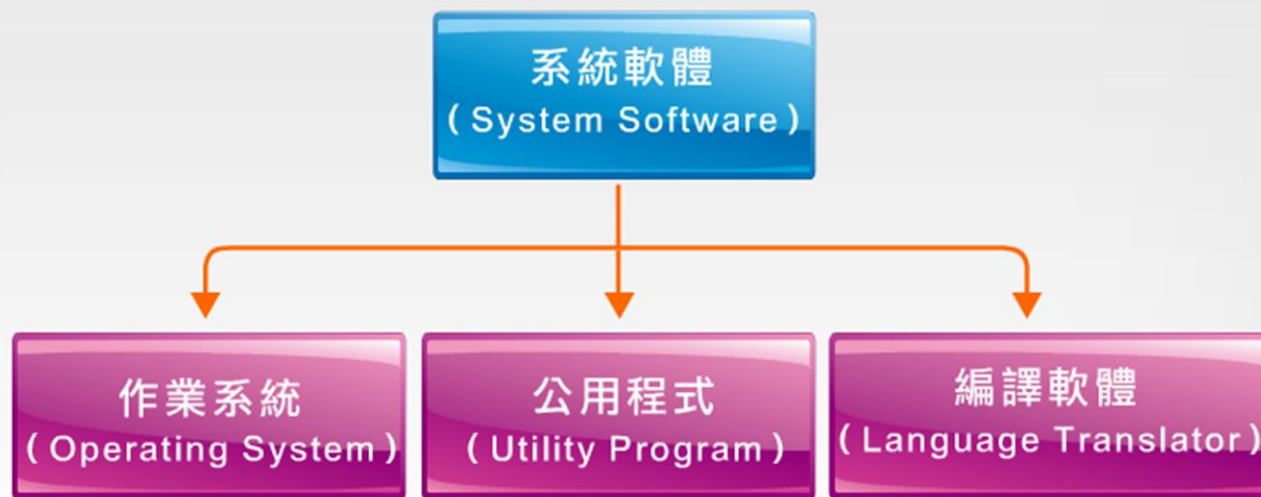 系統軟體
（System Software）
作業系統
（Operating System）
公用程式
（Utility Program）
編譯軟體
（Language Translator）